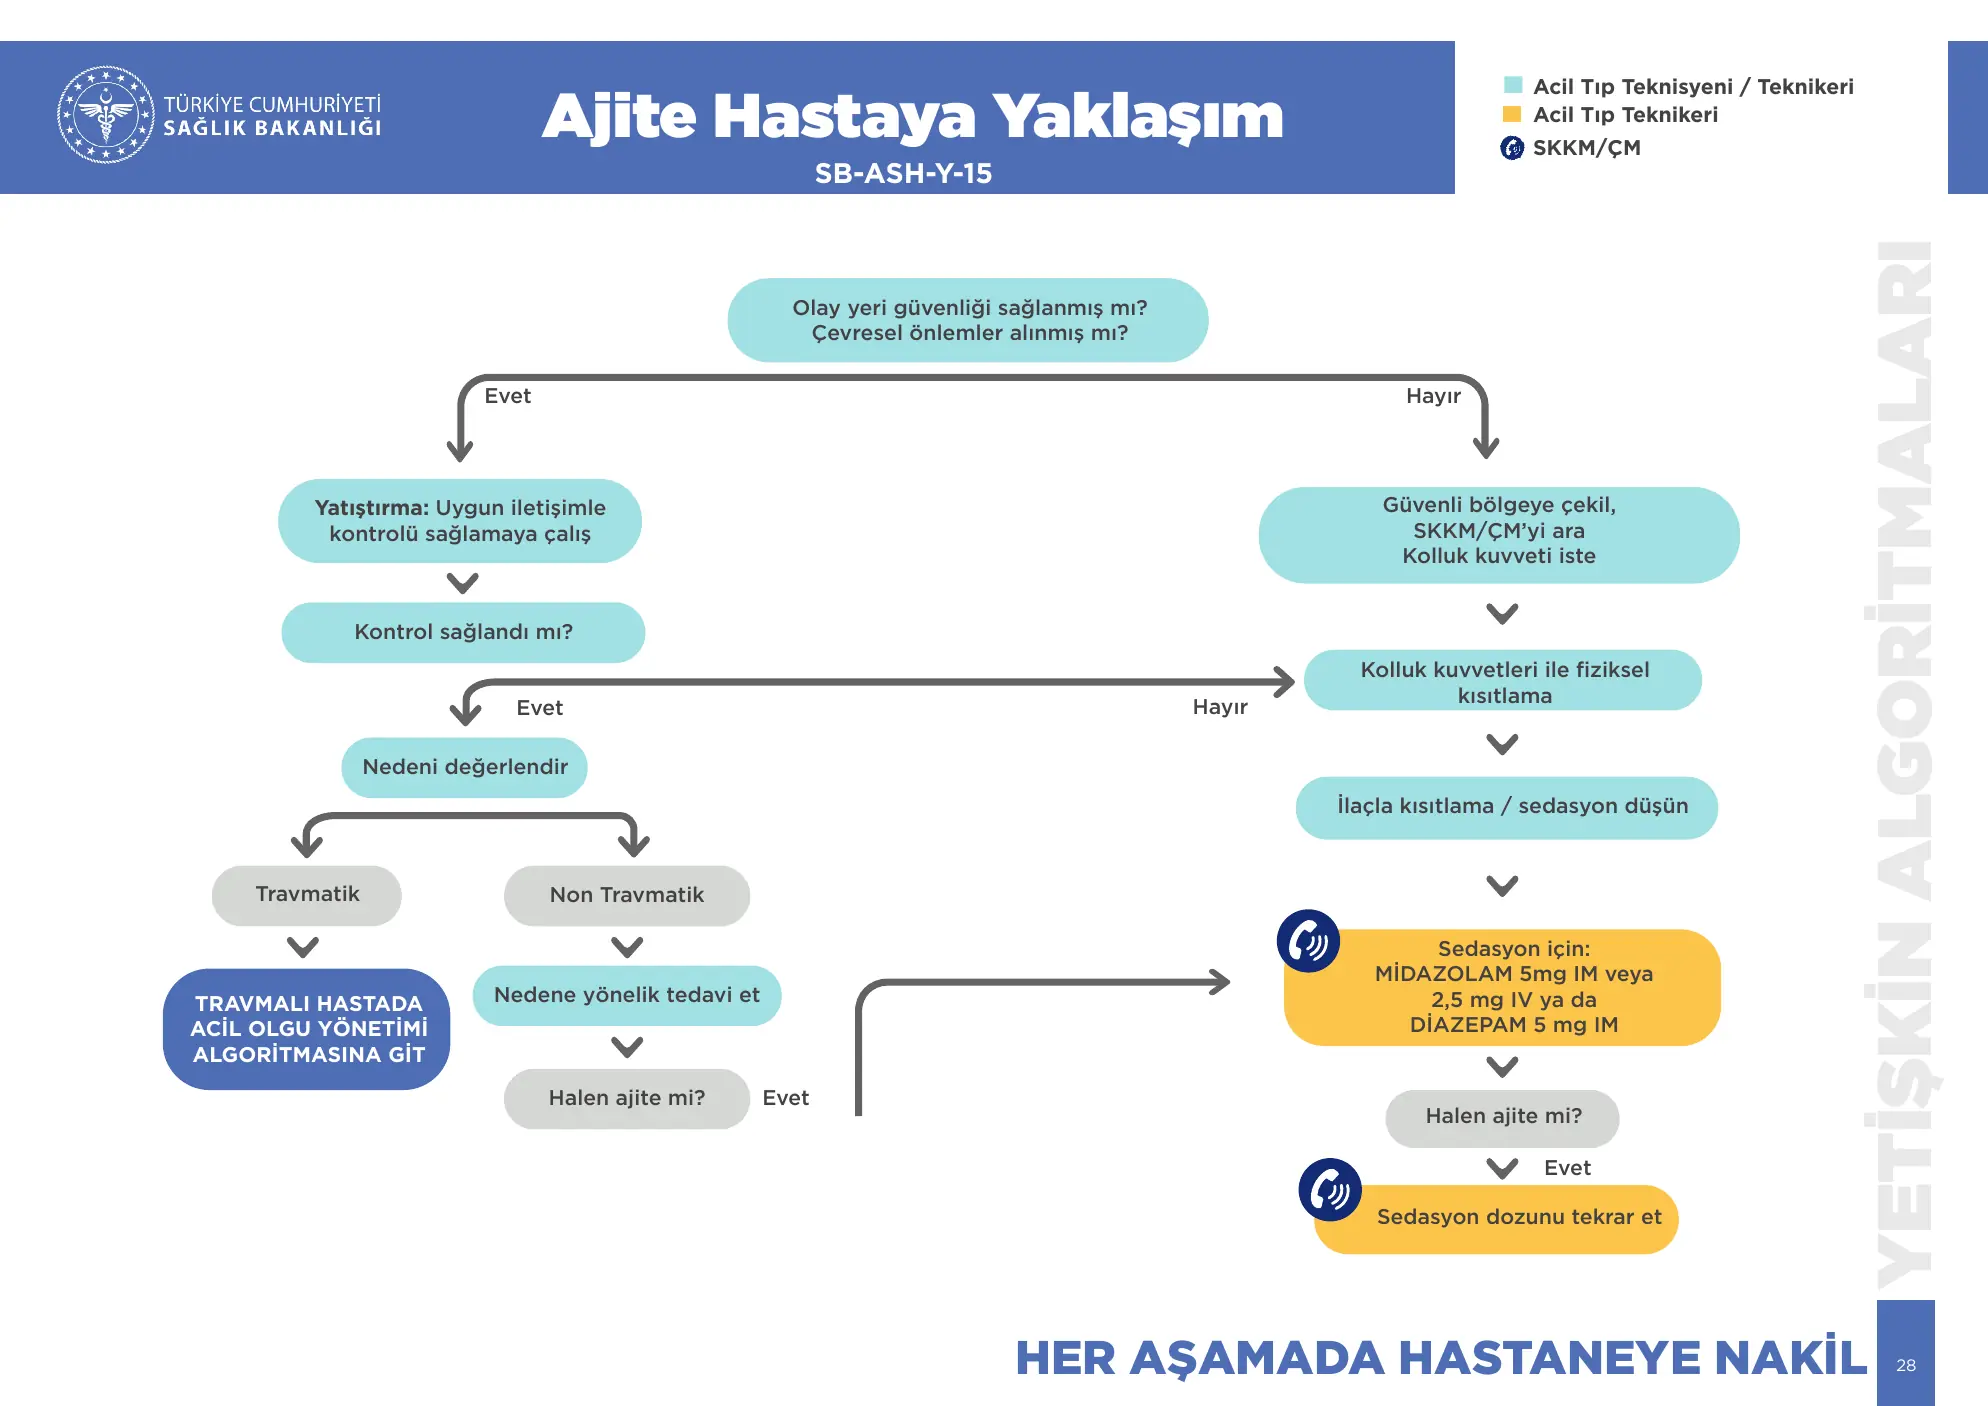 TÜRKİYE CUMHURİYETİ
SAĞLIK BAKANLIĞI
Ajite Hastaya Yaklaşım
SB-ASH-Y-15
Acil Tıp Teknisyeni / Teknikeri
Acil Tıp Teknikeri
SKKM/ÇM
Olay yeri güvenliği sağlanmış mı?
Çevresel önlemler alınmış mı?
Evet
Hayır
Yatıştırma: Uygun iletişimle
kontrolü sağlamaya çalış
Güvenli bölgeye çekil,
SKKM/ÇM’yi ara
Kolluk kuvveti iste
Kontrol sağlandı mı?
Evet
Hayır
Kolluk kuvvetleri ile fiziksel
kısıtlama
Nedeni değerlendir
İlaçla kısıtlama / sedasyon düşün
Travmatik
Non Travmatik
TRAVMALI HASTADA
ACİL OLGU YÖNETİMİ
ALGORİTMASINA GİT
Nedene yönelik tedavi et
Halen ajite mi?
Evet
Sedasyon için:
MİDAZOLAM 5mg IM veya
2,5 mg IV ya da
DİAZEPAM 5 mg IM
Halen ajite mi?
Evet
Sedasyon dozunu tekrar et
YETİŞKİN ALGORİTMALARI
HER AŞAMADA HASTANEYE NAKİL
28